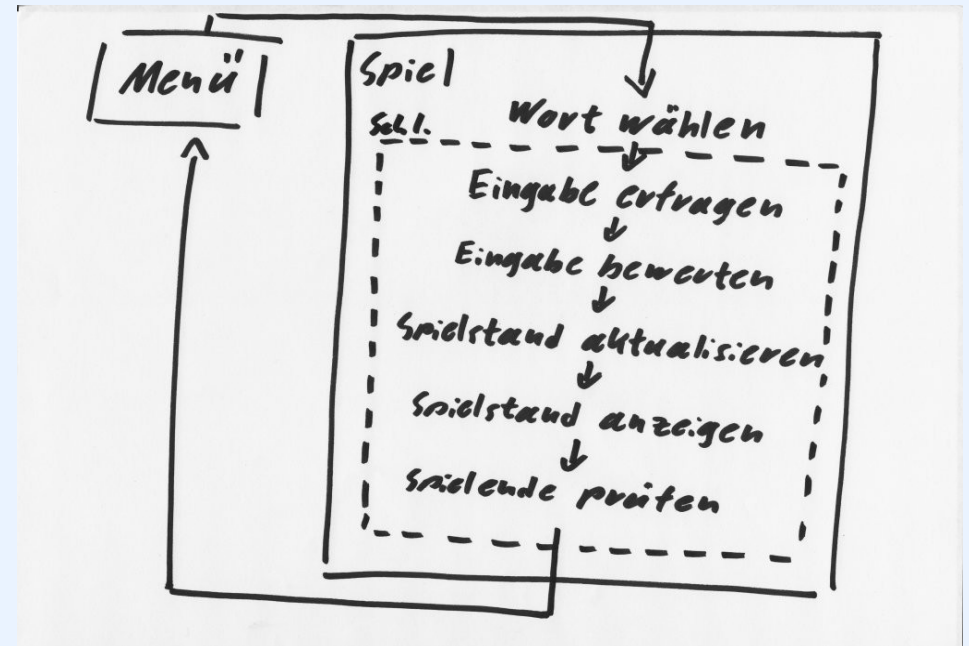 Menü
Spiel
Wort wählen
Schl.
Eingabe erfragen
Eingabe bewerten
Spielstand aktualisieren
Spielstand anzeigen
Spielende prüfen